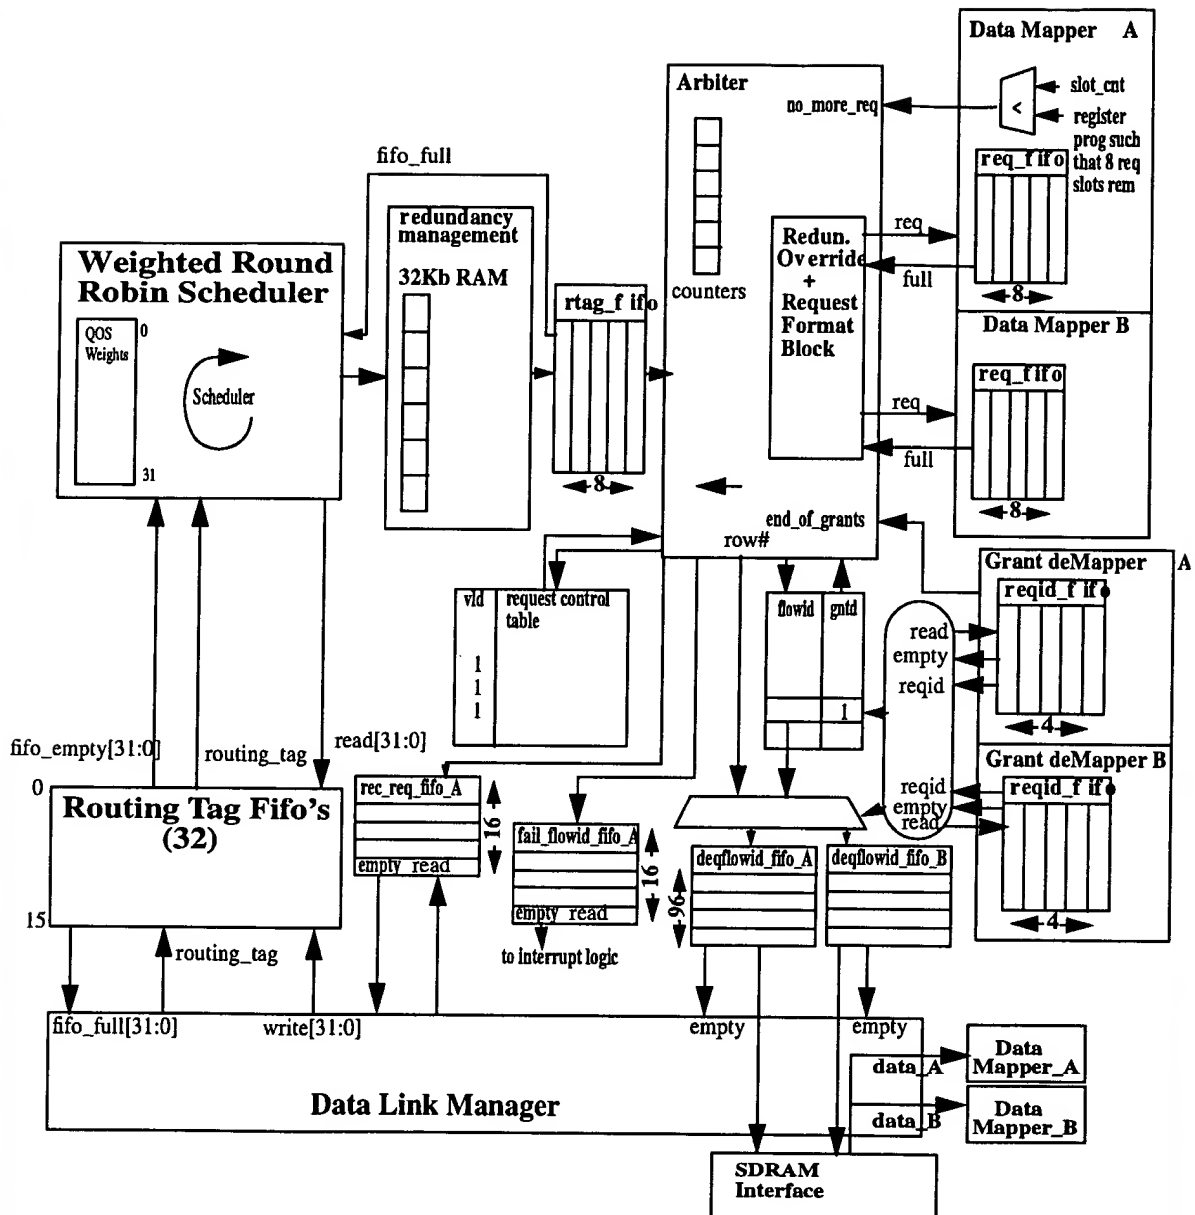 Data Mapper A
slot_cnt
<
register
prog such
that 8 req
slots rem
req_fifo
8
Data Mapper B
req_fifo
8
Arbiter
no_more_req
counters
Redun.
Override
+
Request
Format
Block
req
full
req
full
end_of_grants
row#
fifo_full
redundancy
management
32Kb RAM
rtag_fifo
8
Weighted Round
Robin Scheduler
QOS
Weights
0
31
Scheduler
vld
request control
table
1
1
1
flowid
gntd
1
Grant deMapper A
reqid_fifo
4
read
empty
reqid
Grant deMapper B
reqid_fifo
4
reqid
empty
read
fifo_empty[31:0]
routing_tag
read[31:0]
0
Routing Tag Fifo's
(32)
15
rec_req_fifo_A
16
empty read
fail_flowid_fifo_A
16
empty read
to interrupt logic
deqflowid_fifo_A
96
deqflowid_fifo_B
routing_tag
fifo_full[31:0]
write[31:0]
empty
empty
Data Link Manager
data_A
data_B
Data
Mapper_A
Data
Mapper_B
SDRAM
Interface